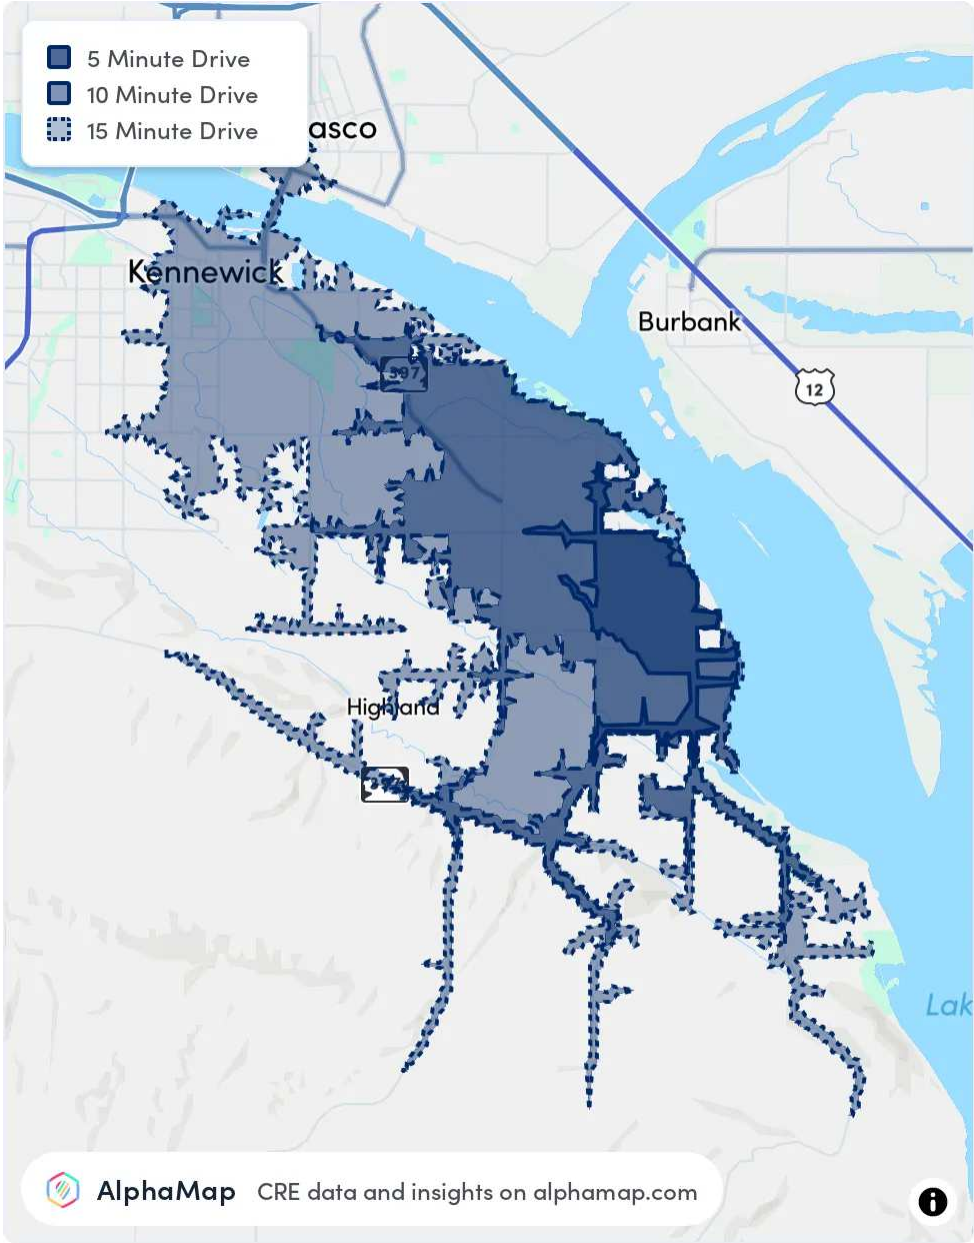 5 Minute Drive
10 Minute Drive
15 Minute Drive
asco
Kennewick
Burbank
397
12
Highland
Lak
AlphaMap CRE data and insights on alphamap.com